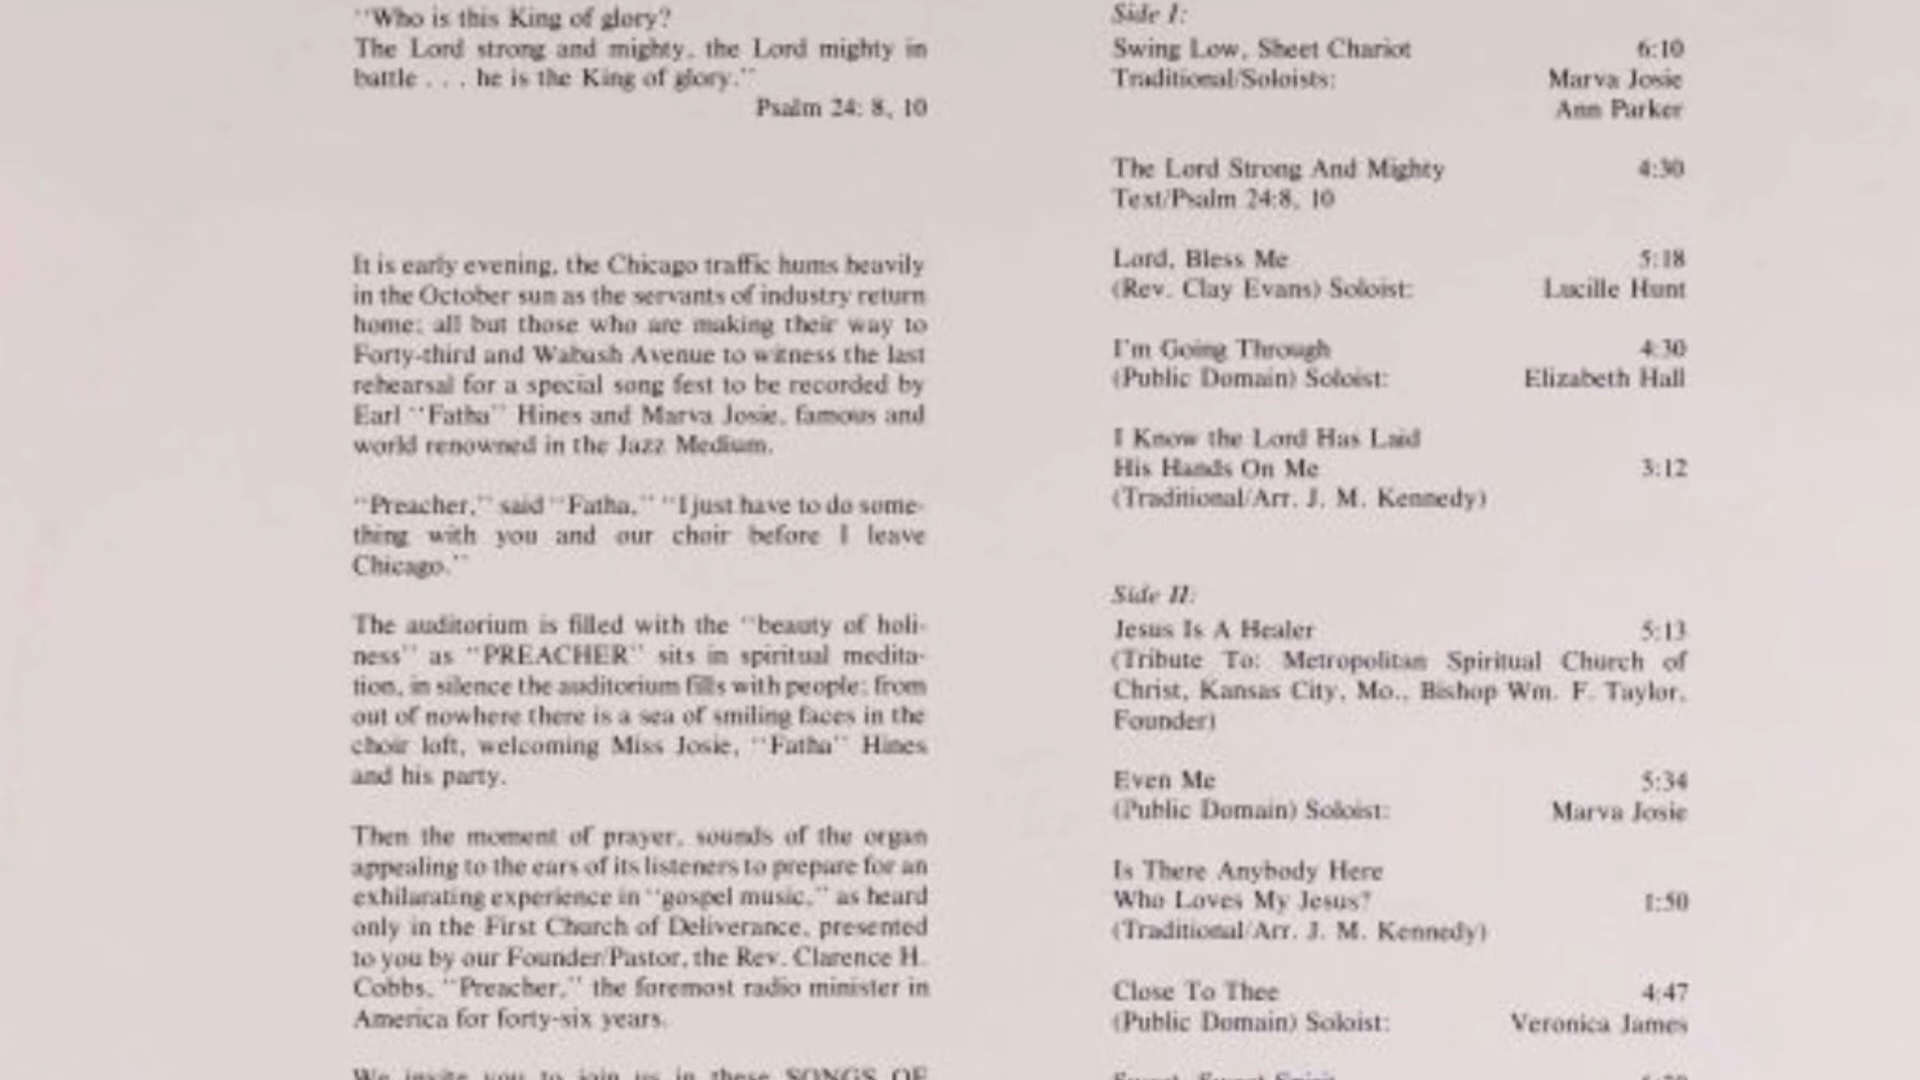 "Who is this King of glory?
The Lord strong and mighty, the Lord mighty in
battle . . . he is the King of glory."
Psalm 24: 8, 10
It is early evening, the Chicago traffic hums heavily
in the October sun as the servants of industry return
home; all but those who are making their way to
Forty-third and Wabash Avenue to witness the last
rehearsal for a special song fest to be recorded by
Earl "Fatha" Hines and Marva Josie, famous and
world renowned in the Jazz Medium.
"Preacher," said "Fatha," "I just have to do some-
thing with you and our choir before I leave
Chicago."
The auditorium is filled with the "beauty of holi-
ness" as "PREACHER" sits in spiritual medita-
tion, in silence the auditorium fills with people; from
out of nowhere there is a sea of smiling faces in the
choir loft, welcoming Miss Josie, "Fatha" Hines
and his party.
Then the moment of prayer, sounds of the organ
appealing to the ears of its listeners to prepare for an
exhilarating experience in "gospel music," as heard
only in the First Church of Deliverance, presented
to you by our Founder/Pastor, the Rev. Clarence H.
Cobbs, "Preacher," the foremost radio minister in
America for forty-six years.
We invite you to join us in these SONGS OF
Side I:
Swing Low, Sheet Chariot 6:10
Traditional/Soloists: Marva Josie
Ann Parker
The Lord Strong And Mighty 4:30
Text/Psalm 24:8, 10
Lord, Bless Me 5:18
(Rev. Clay Evans) Soloist: Lucille Hunt
I'm Going Through 4:30
(Public Domain) Soloist: Elizabeth Hall
I Know the Lord Has Laid
His Hands On Me 3:12
(Traditional/Arr. J. M. Kennedy)
Side II:
Jesus Is A Healer 5:13
(Tribute To: Metropolitan Spiritual Church of
Christ, Kansas City, Mo., Bishop Wm. F. Taylor,
Founder)
Even Me 5:34
(Public Domain) Soloist: Marva Josie
Is There Anybody Here
Who Loves My Jesus? 1:50
(Traditional/Arr. J. M. Kennedy)
Close To Thee 4:47
(Public Domain) Soloist: Veronica James
Sweet, Sweet Spirit